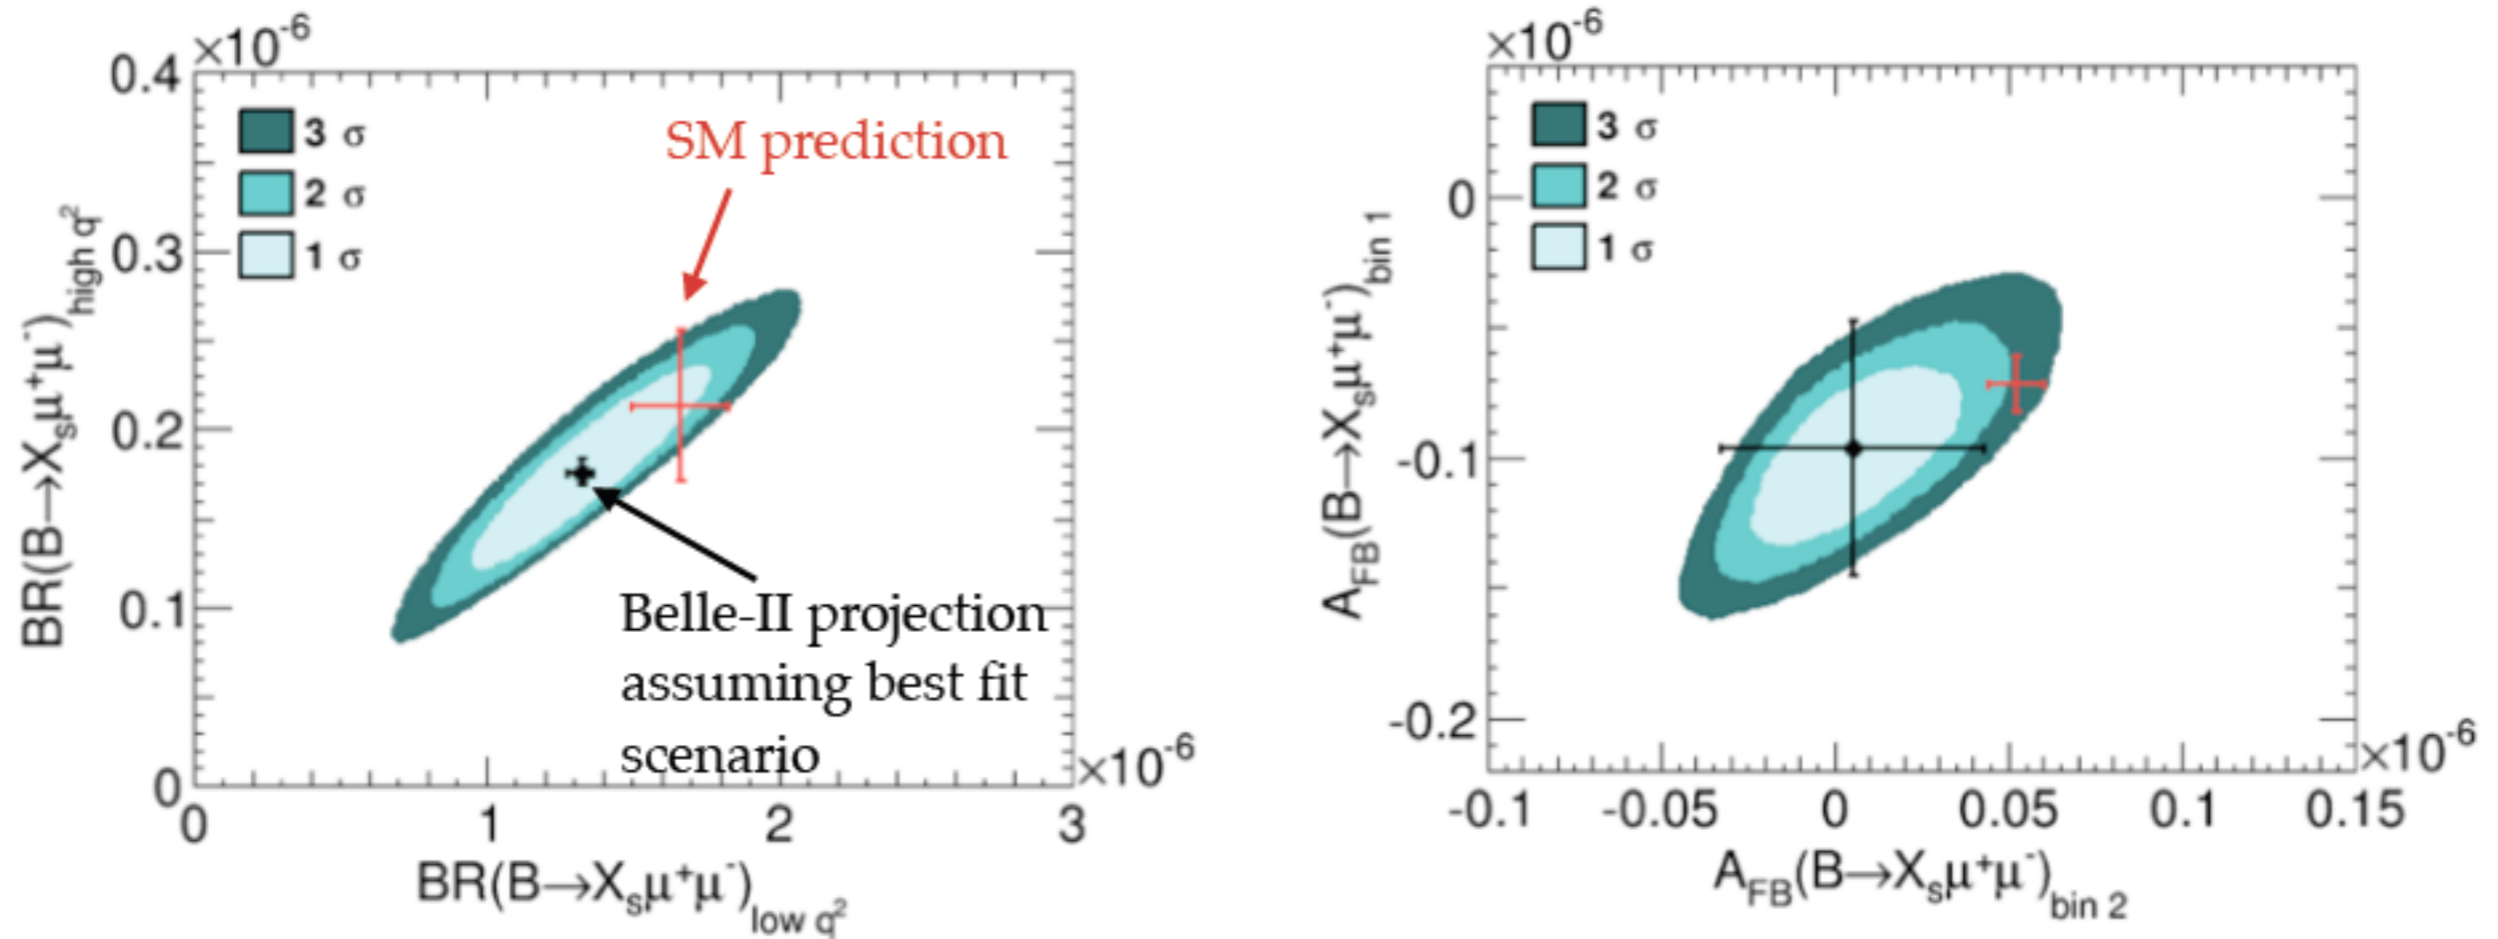 ×10⁻⁶
0.4
0.3
0.2
0.1
0
3 σ
2 σ
1 σ
SM prediction
Belle-II projection
assuming best fit
scenario
BR(B→Xₛμ⁺μ⁻)high q²
0 1 2 3
×10⁻⁶
BR(B→Xₛμ⁺μ⁻)low q²
×10⁻⁶
0
-0.1
-0.2
3 σ
2 σ
1 σ
A_FB(B→Xₛμ⁺μ⁻)bin 1
-0.1 -0.05 0 0.05 0.1 0.15
×10⁻⁶
A_FB(B→Xₛμ⁺μ⁻)bin 2